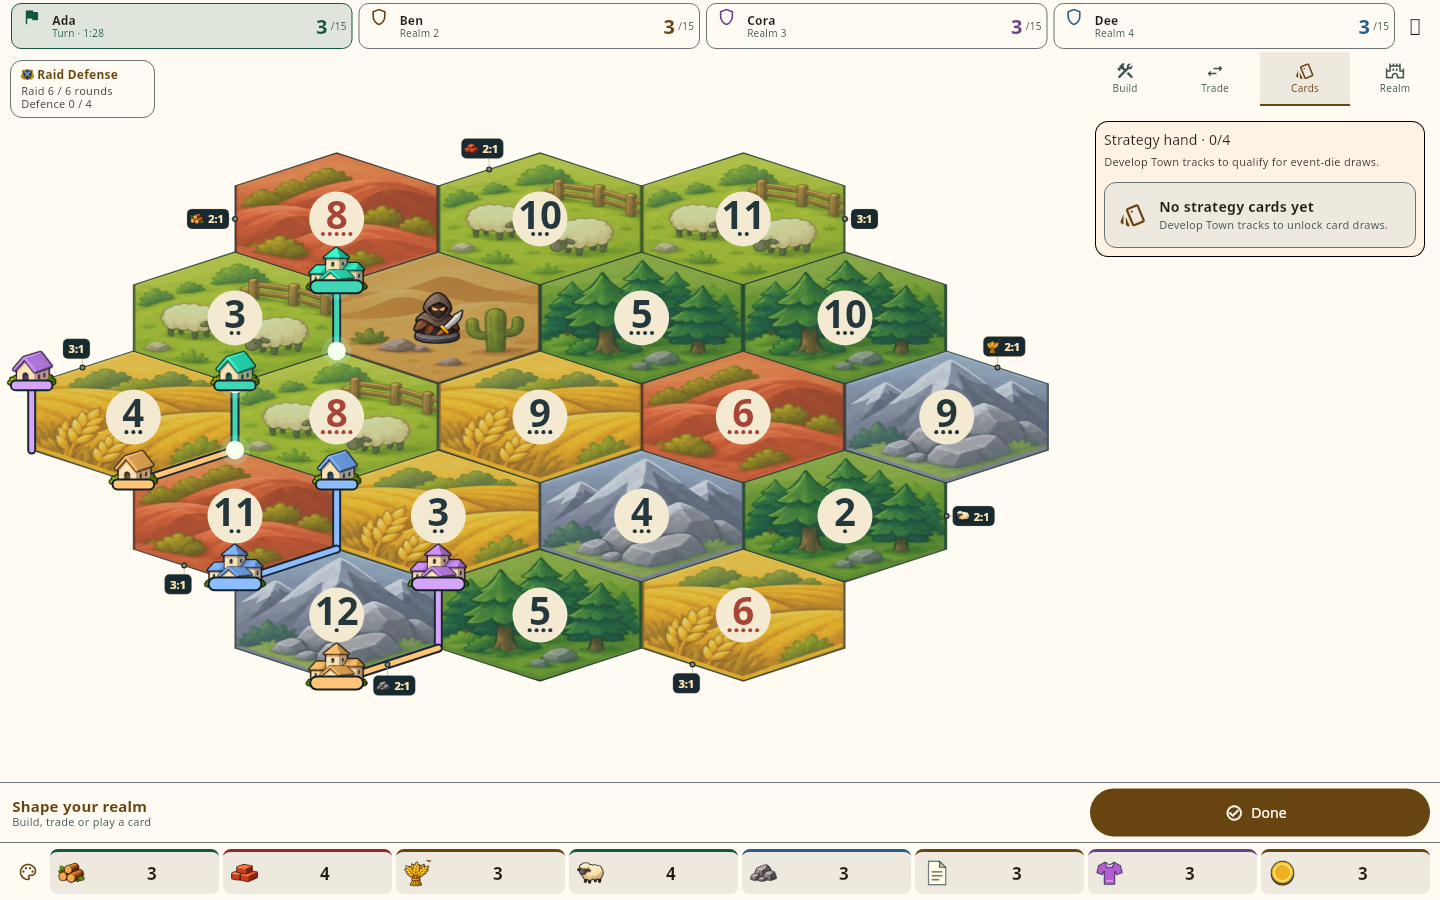 Ada
Turn · 1:28
3 /15
Ben
Realm 2
3 /15
Cora
Realm 3
3 /15
Dee
Realm 4
3 /15
Raid Defense
Raid 6 / 6 rounds
Defence 0 / 4
Build
Trade
Cards
Realm
Strategy hand · 0/4
Develop Town tracks to qualify for event-die draws.
No strategy cards yet
Develop Town tracks to unlock card draws.
2:1
2:1
8
10
11
3:1
3
5
10
3:1
2:1
4
8
9
6
9
11
3
4
2
2:1
3:1
12
5
6
2:1
3:1
Shape your realm
Build, trade or play a card
Done
3
4
3
4
3
3
3
3